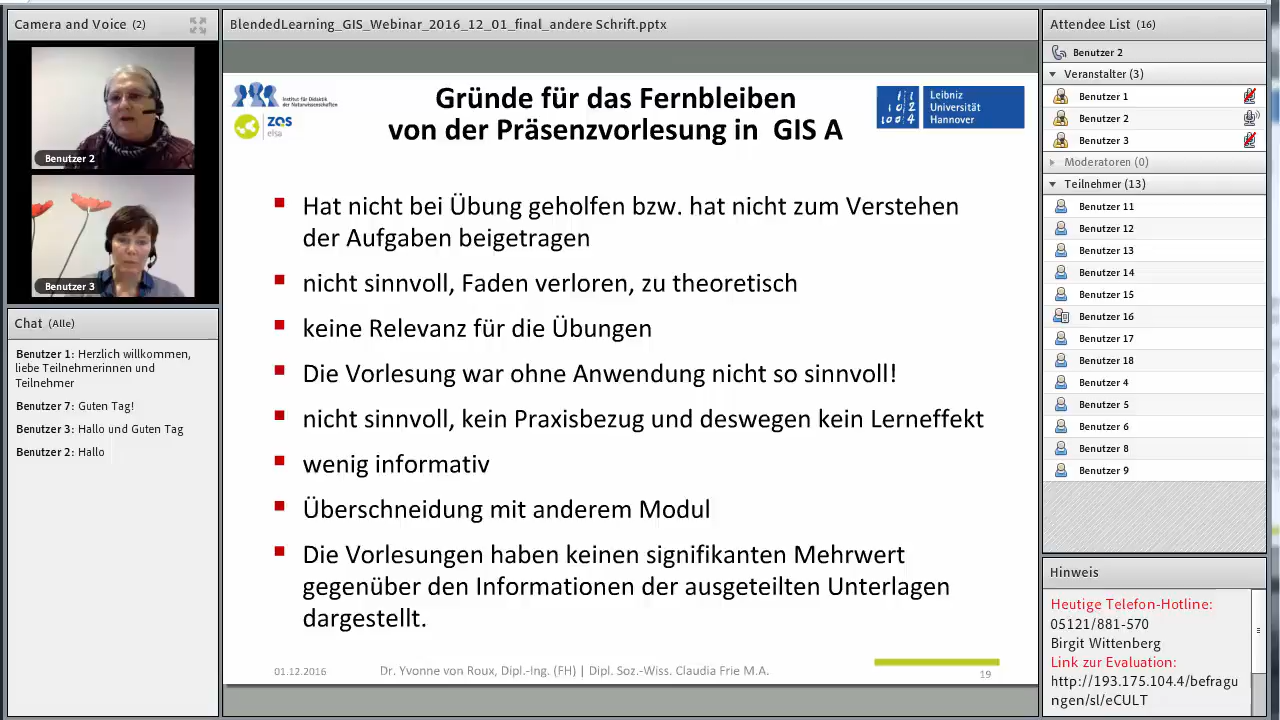 Camera and Voice (2)
Benutzer 2
Benutzer 3
Chat (Alle)
Benutzer 1: Herzlich willkommen,
liebe Teilnehmerinnen und
Teilnehmer
Benutzer 7: Guten Tag!
Benutzer 3: Hallo und Guten Tag
Benutzer 2: Hallo
BlendedLearning_GIS_Webinar_2016_12_01_final_andere Schrift.pptx
Institut für Didaktik
der Naturwissenschaften
ZQS
elsa
Gründe für das Fernbleiben
von der Präsenzvorlesung in GIS A
Leibniz
Universität
Hannover
Hat nicht bei Übung geholfen bzw. hat nicht zum Verstehen
der Aufgaben beigetragen
nicht sinnvoll, Faden verloren, zu theoretisch
keine Relevanz für die Übungen
Die Vorlesung war ohne Anwendung nicht so sinnvoll!
nicht sinnvoll, kein Praxisbezug und deswegen kein Lerneffekt
wenig informativ
Überschneidung mit anderem Modul
Die Vorlesungen haben keinen signifikanten Mehrwert
gegenüber den Informationen der ausgeteilten Unterlagen
dargestellt.
01.12.2016
Dr. Yvonne von Roux, Dipl.-Ing. (FH) | Dipl. Soz.-Wiss. Claudia Frie M.A.
19
Attendee List (16)
Benutzer 2
Veranstalter (3)
Benutzer 1
Benutzer 2
Benutzer 3
Moderatoren (0)
Teilnehmer (13)
Benutzer 11
Benutzer 12
Benutzer 13
Benutzer 14
Benutzer 15
Benutzer 16
Benutzer 17
Benutzer 18
Benutzer 4
Benutzer 5
Benutzer 6
Benutzer 8
Benutzer 9
Hinweis
Heutige Telefon-Hotline:
05121/881-570
Birgit Wittenberg
Link zur Evaluation:
http://193.175.104.4/befragu
ngen/sl/eCULT